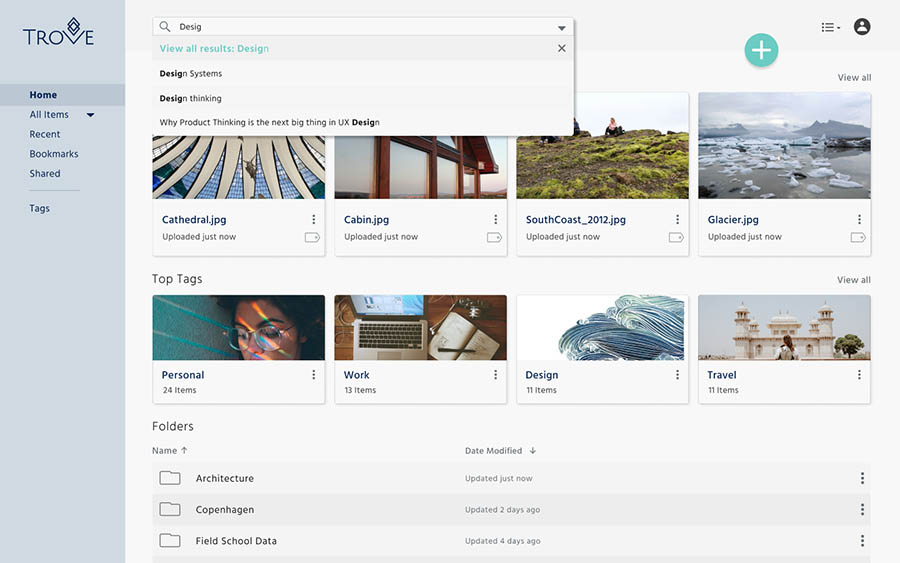 TROVE
Home
All Items
Recent
Bookmarks
Shared
Tags
Desig
View all results: Design
Design Systems
Design thinking
Why Product Thinking is the next big thing in UX Design
View all
Cathedral.jpg
Uploaded just now
Cabin.jpg
Uploaded just now
SouthCoast_2012.jpg
Uploaded just now
Glacier.jpg
Uploaded just now
Top Tags
View all
Personal
24 Items
Work
13 Items
Design
11 Items
Travel
11 Items
Folders
Name
Date Modified
Architecture
Updated just now
Copenhagen
Updated 2 days ago
Field School Data
Updated 4 days ago